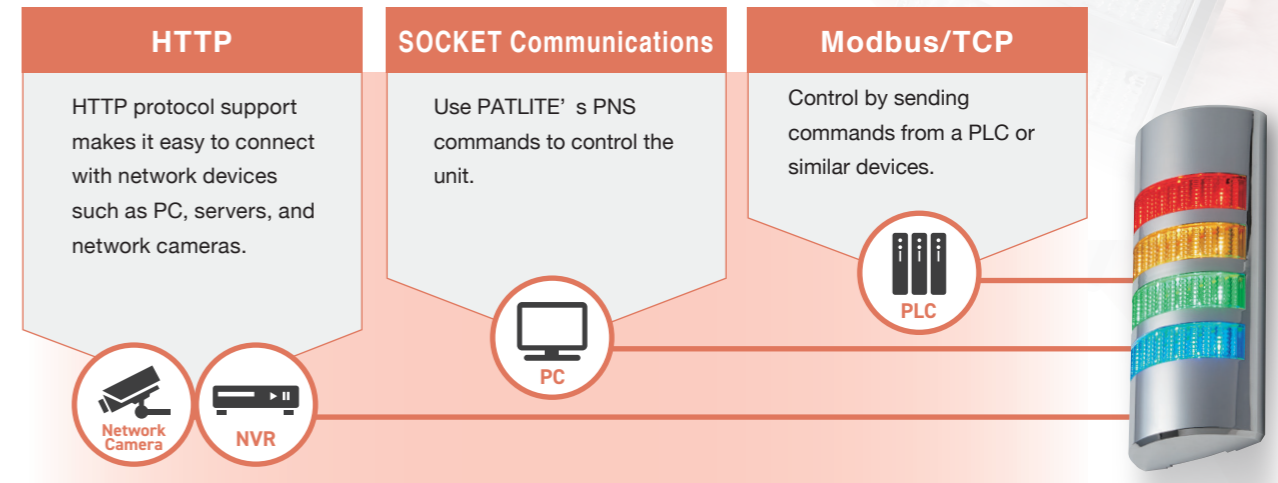 HTTP
HTTP protocol support
makes it easy to connect
with network devices
such as PC, servers, and
network cameras.
Network
Camera
NVR
SOCKET Communications
Use PATLITE’ s PNS
commands to control the
unit.
PC
Modbus/TCP
Control by sending
commands from a PLC or
similar devices.
PLC